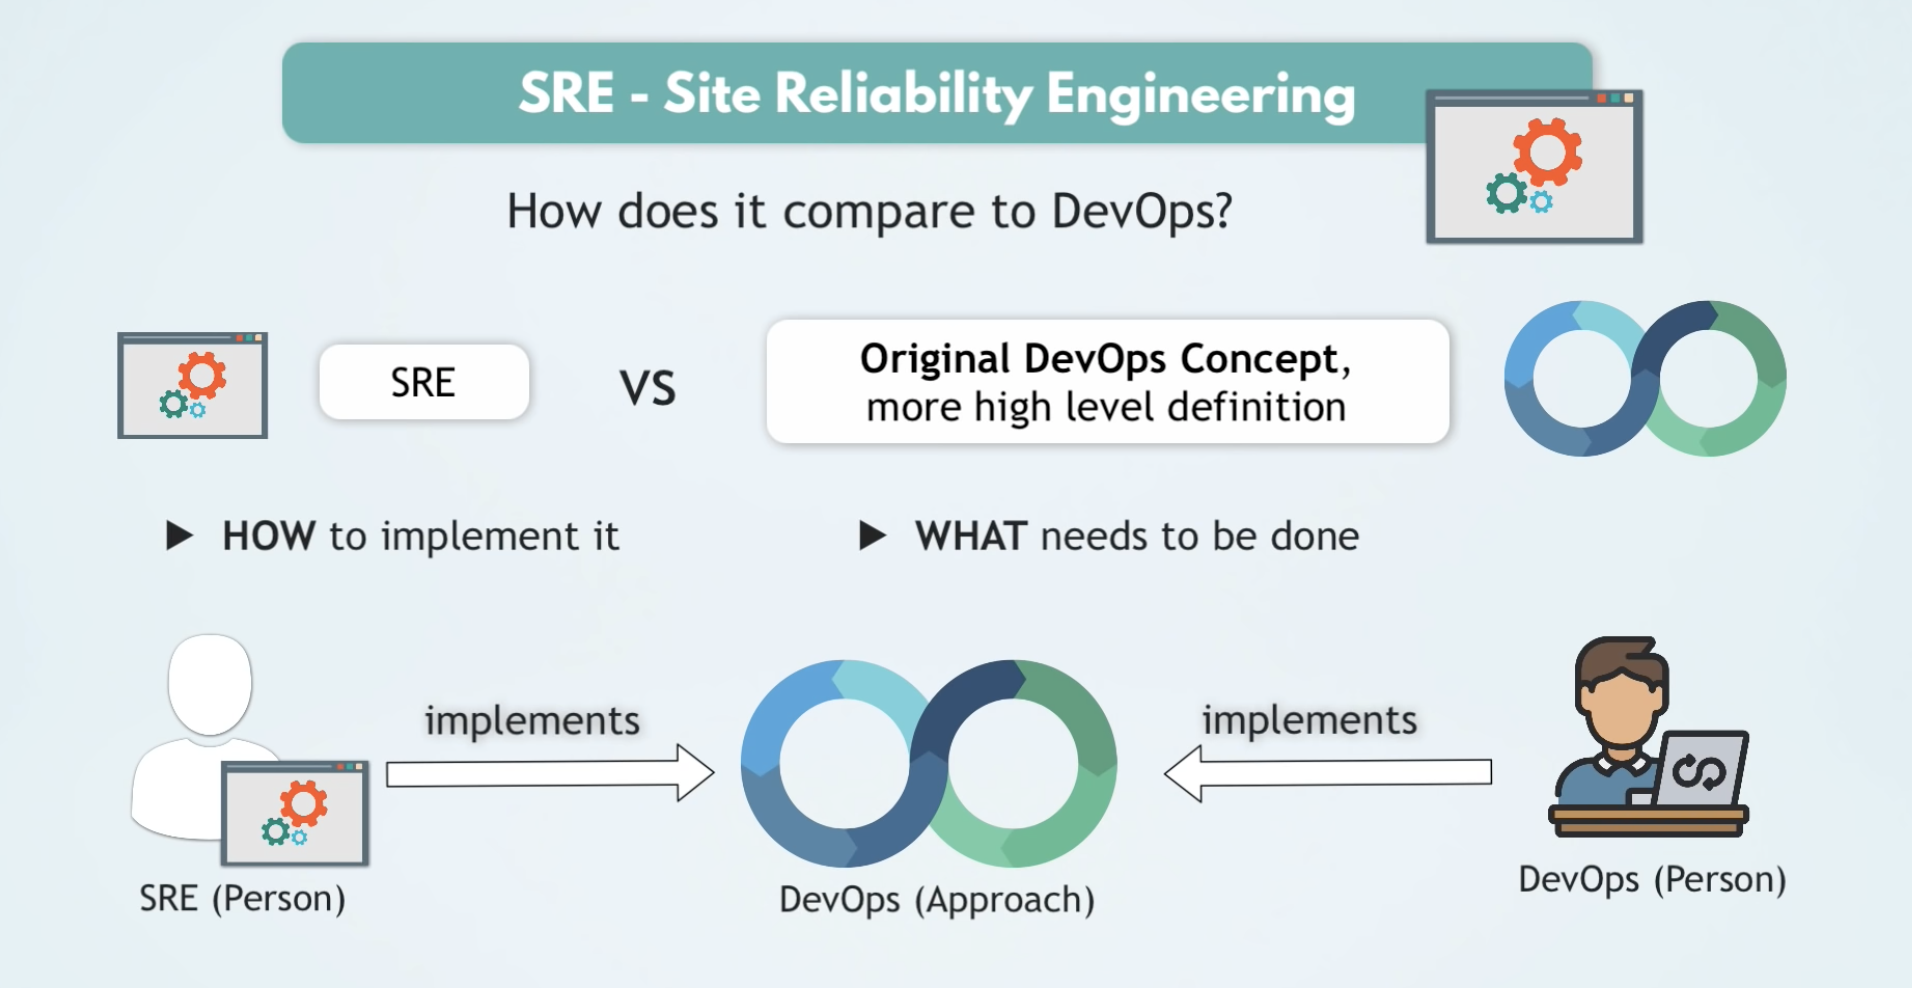 SRE - Site Reliability Engineering
How does it compare to DevOps?
SRE
VS
Original DevOps Concept,
more high level definition
▶ HOW to implement it
▶ WHAT needs to be done
implements
implements
SRE (Person)
DevOps (Approach)
DevOps (Person)